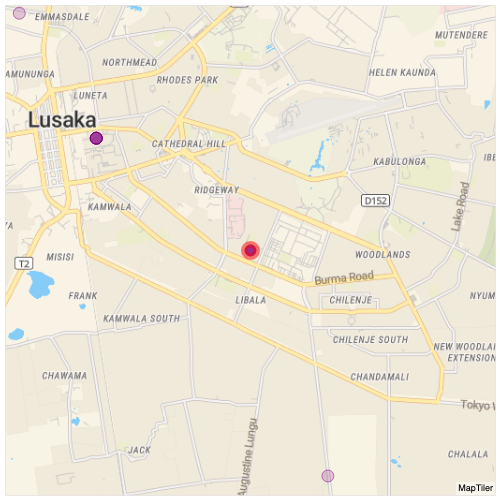 EMMASDALE
MUTENDERE
NORTHMEAD
AMUNUNGA
RHODES PARK
HELEN KAUNDA
LUNETA
Lusaka
CATHEDRAL HILL
KABULONGA
IBE
RIDGEWAY
D152
Lake Road
KAMWALA
MISISI
WOODLANDS
T2
Burma Road
FRANK
LIBALA
CHILENJE
NYUM
KAMWALA SOUTH
CHILENJE SOUTH
NEW WOODLA
EXTENSION
CHAWAMA
CHANDAMALI
Tokyo W
Augustine Lungu
JACK
CHALALA
MapTiler